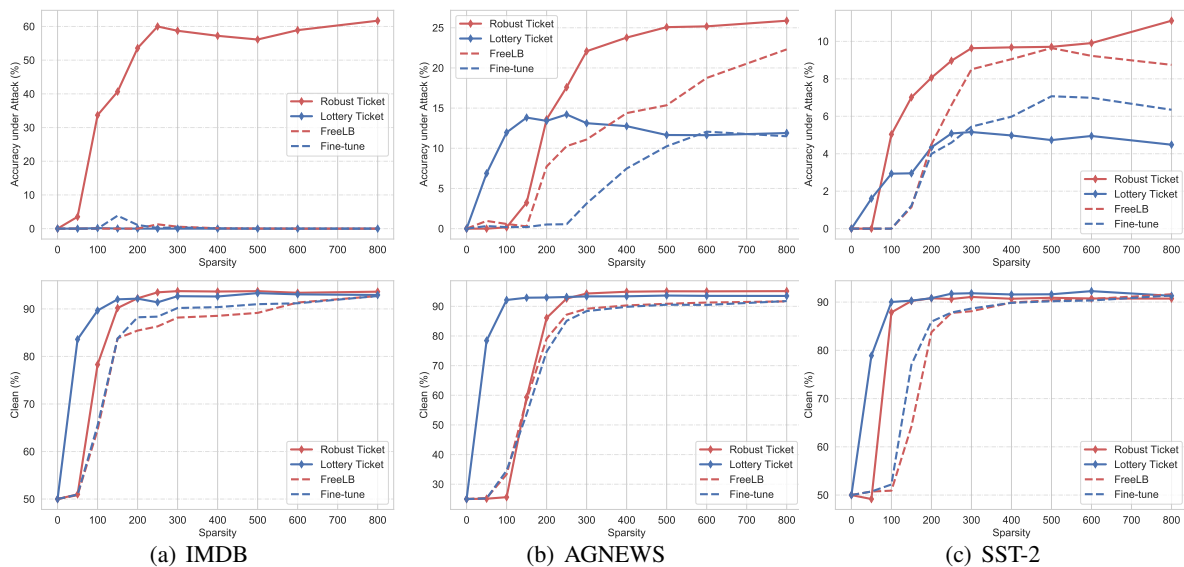 60
50
40
30
20
10
0
Accuracy under Attack (%)
Robust Ticket
Lottery Ticket
FreeLB
Fine-tune
0 100 200 300 400 500 600 700 800
Sparsity
25
20
15
10
5
0
Accuracy under Attack (%)
Robust Ticket
Lottery Ticket
FreeLB
Fine-tune
0 100 200 300 400 500 600 700 800
Sparsity
10
8
6
4
2
0
Accuracy under Attack (%)
Robust Ticket
Lottery Ticket
FreeLB
Fine-tune
0 100 200 300 400 500 600 700 800
Sparsity
90
80
70
60
50
Clean (%)
Robust Ticket
Lottery Ticket
FreeLB
Fine-tune
0 100 200 300 400 500 600 700 800
Sparsity
90
80
70
60
50
40
30
Clean (%)
Robust Ticket
Lottery Ticket
FreeLB
Fine-tune
0 100 200 300 400 500 600 700 800
Sparsity
90
80
70
60
50
Clean (%)
Robust Ticket
Lottery Ticket
FreeLB
Fine-tune
0 100 200 300 400 500 600 700 800
Sparsity
(a) IMDB
(b) AGNEWS
(c) SST-2